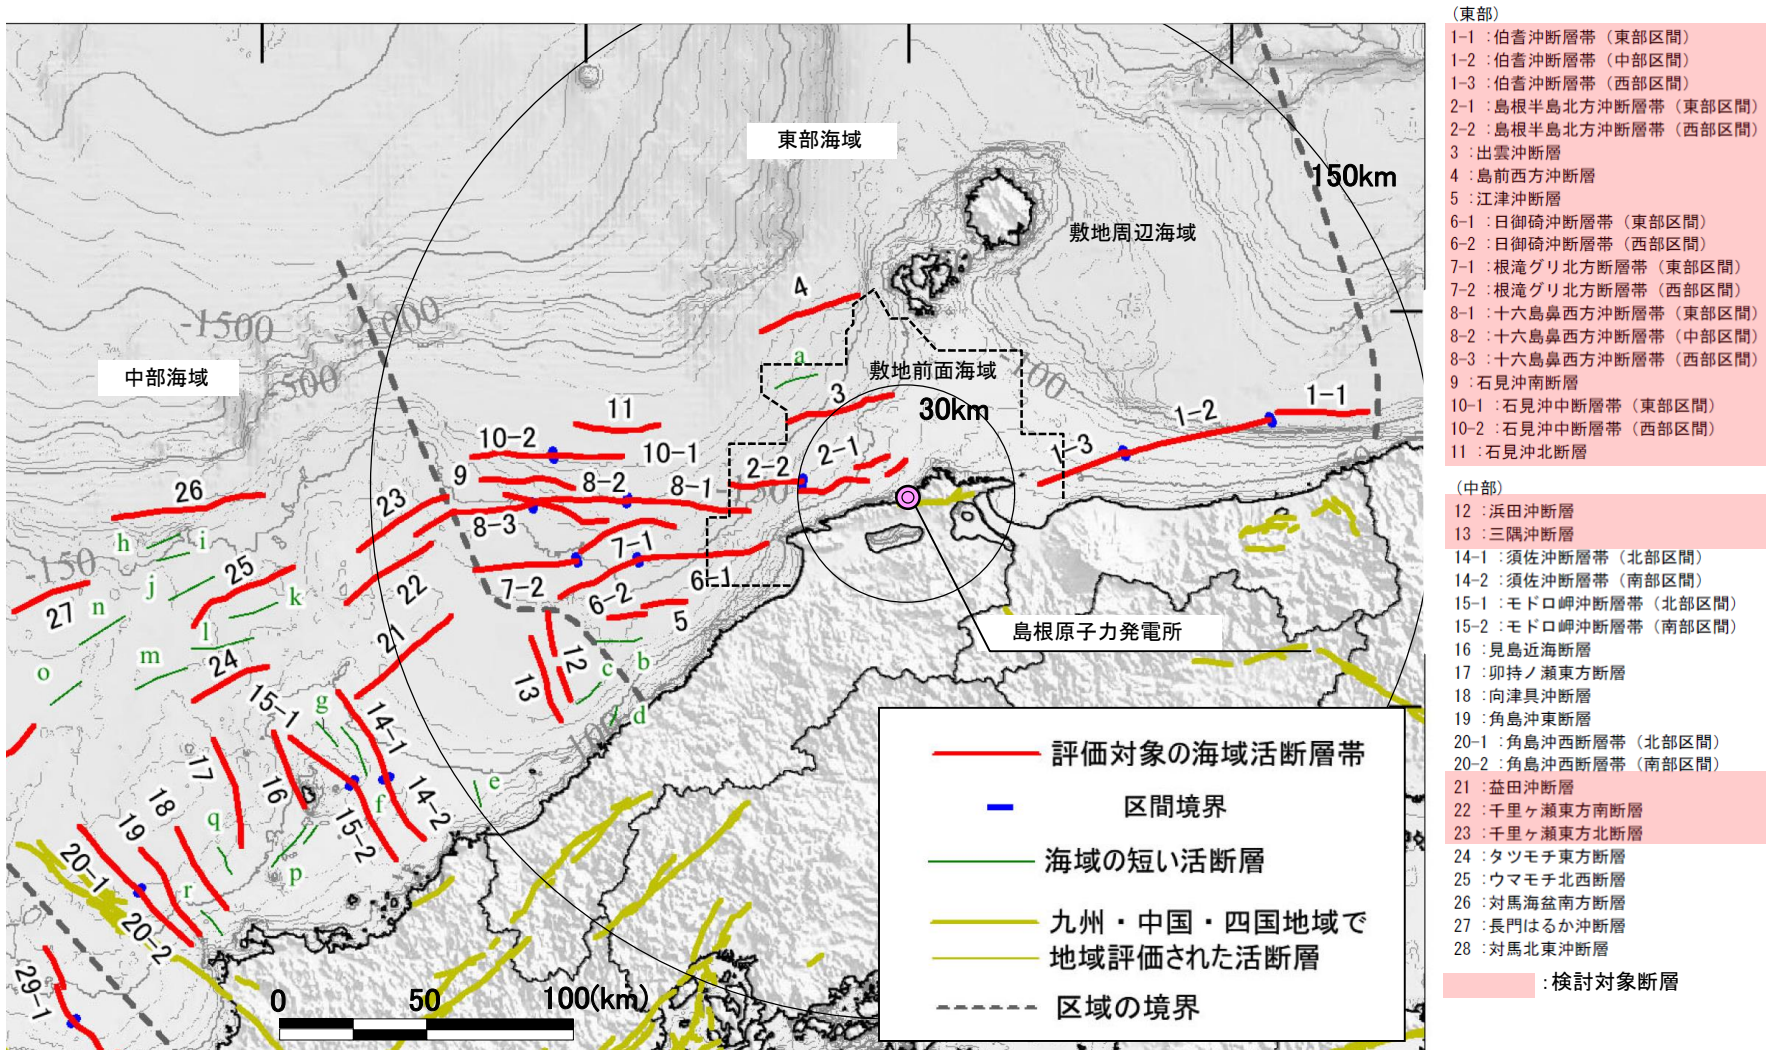 東部海域
150km
敷地周辺海域
4
-1500
-1000
中部海域
-500
a
敷地前面海域
-100
3
30km
1-1
1-2
11
10-2
10-1
1-3
2-1
2-2
9
8-2
8-1
-150
26
23
8-3
h
i
7-1
-150
25
j
22
7-2
6-1
6-2
k
27
n
5
l
21
島根原子力発電所
m
24
12
b
c
o
13
15-1
g
14-1
d
-100
17
16
e
f
14-2
18
q
15-2
19
20-1
p
r
20-2
29-1
0 50 100(km)
評価対象の海域活断層帯
区間境界
海域の短い活断層
九州・中国・四国地域で
地域評価された活断層
区域の境界
(東部)
1-1 :伯耆沖断層帯 (東部区間)
1-2 :伯耆沖断層帯 (中部区間)
1-3 :伯耆沖断層帯 (西部区間)
2-1 :島根半島北方沖断層帯 (東部区間)
2-2 :島根半島北方沖断層帯 (西部区間)
3 :出雲沖断層
4 :島前西方沖断層
5 :江津沖断層
6-1 :日御碕沖断層帯 (東部区間)
6-2 :日御碕沖断層帯 (西部区間)
7-1 :根滝グリ北方断層帯 (東部区間)
7-2 :根滝グリ北方断層帯 (西部区間)
8-1 :十六島鼻西方沖断層帯 (東部区間)
8-2 :十六島鼻西方沖断層帯 (中部区間)
8-3 :十六島鼻西方沖断層帯 (西部区間)
9 :石見沖南断層
10-1 :石見沖中断層帯 (東部区間)
10-2 :石見沖中断層帯 (西部区間)
11 :石見沖北断層
(中部)
12 :浜田沖断層
13 :三隅沖断層
14-1 :須佐沖断層帯 (北部区間)
14-2 :須佐沖断層帯 (南部区間)
15-1 :モドロ岬沖断層帯 (北部区間)
15-2 :モドロ岬沖断層帯 (南部区間)
16 :見島近海断層
17 :卯持ノ瀬東方断層
18 :向津具沖断層
19 :角島沖東断層
20-1 :角島沖西断層帯 (北部区間)
20-2 :角島沖西断層帯 (南部区間)
21 :益田沖断層
22 :千里ヶ瀬東方南断層
23 :千里ヶ瀬東方北断層
24 :タツモチ東方断層
25 :ウマモチ北西断層
26 :対馬海盆南方断層
27 :長門はるか沖断層
28 :対馬北東沖断層
:検討対象断層